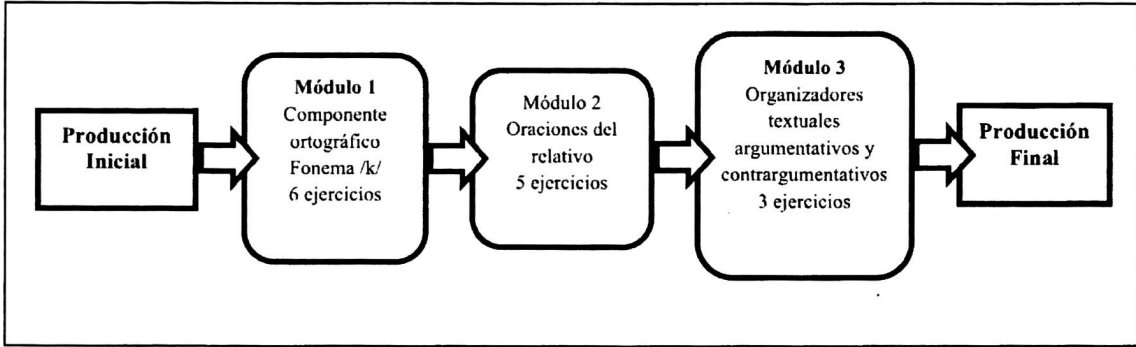 Producción
Inicial
Módulo 1
Componente
ortográfico
Fonema /k/
6 ejercicios
Módulo 2
Oraciones del
relativo
5 ejercicios
Módulo 3
Organizadores
textuales
argumentativos y
contrargumentativos
3 ejercicios
Producción
Final